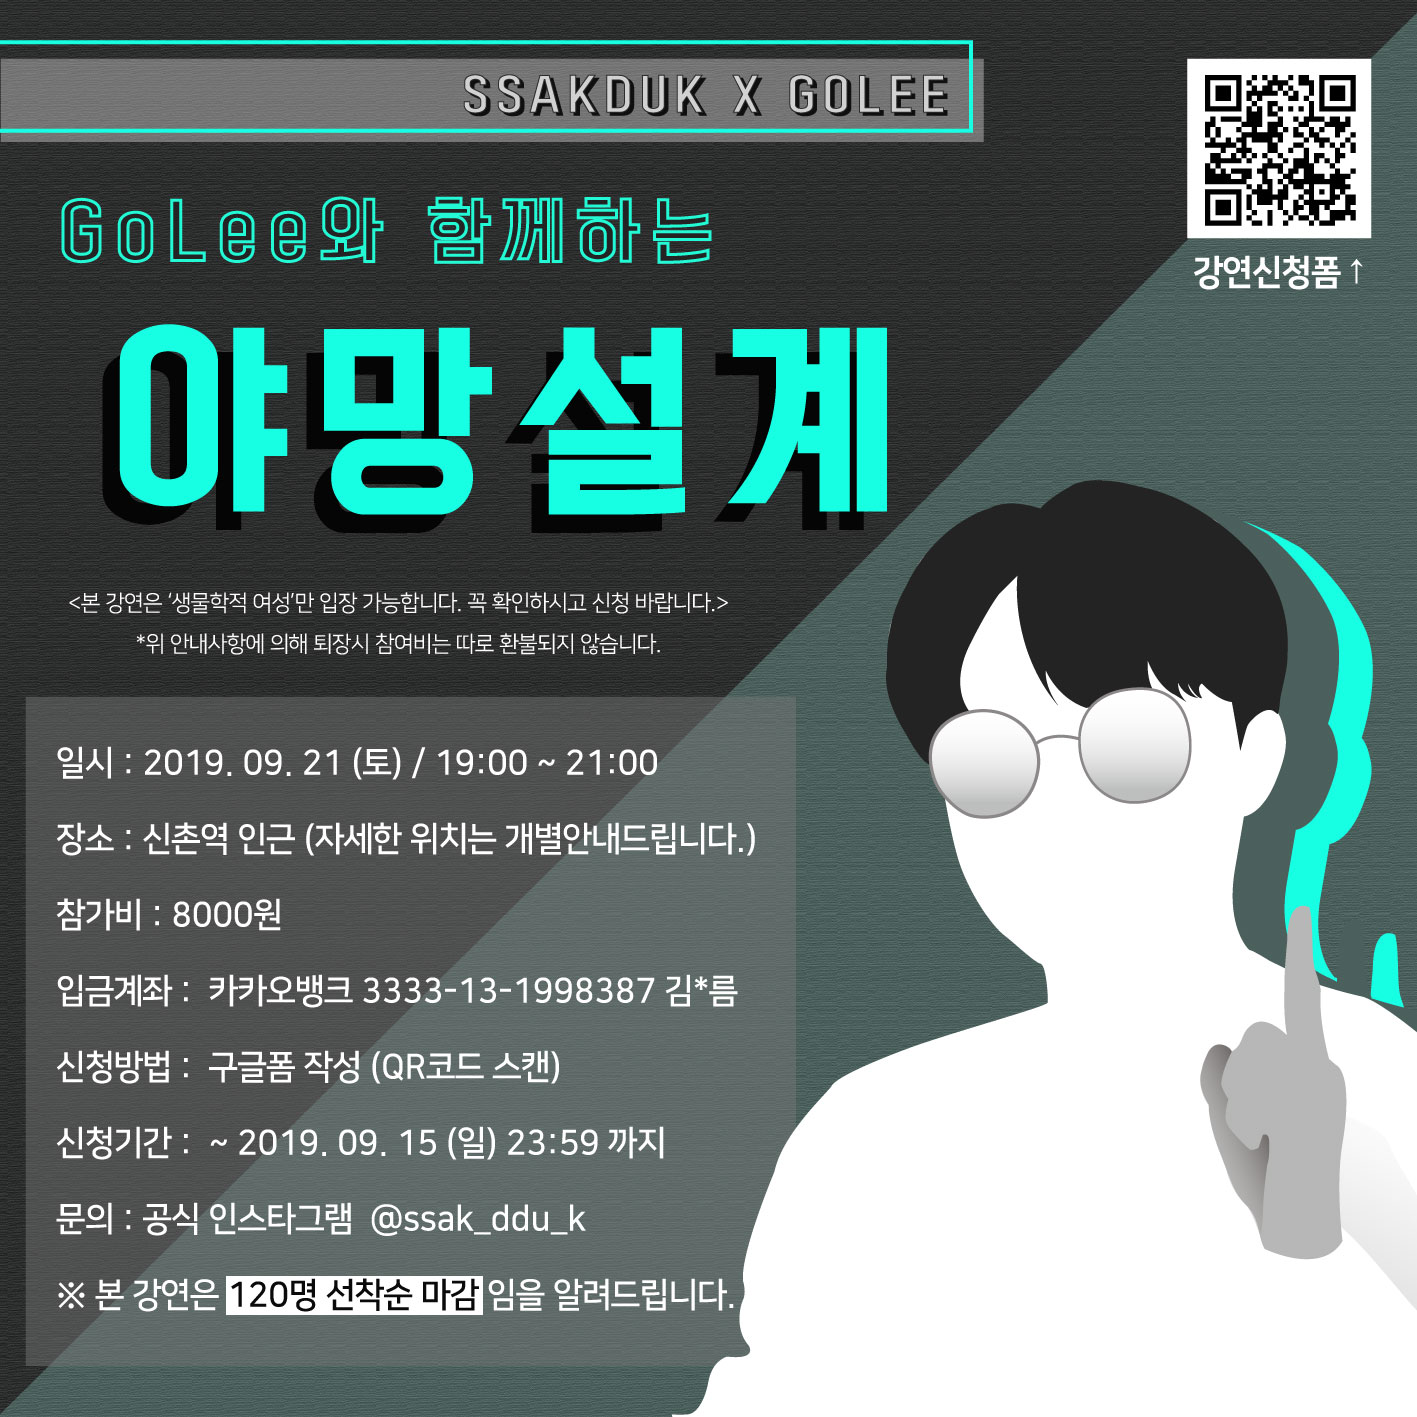 SSAKDUK X GOLEE
강연신청폼 ↑
GoLee와 함께하는
야망설계
<본 강연은 ‘생물학적 여성’만 입장 가능합니다. 꼭 확인하시고 신청 바랍니다.>
*위 안내사항에 의해 퇴장시 참여비는 따로 환불되지 않습니다.
일시 : 2019. 09. 21 (토) / 19:00 ~ 21:00
장소 : 신촌역 인근 (자세한 위치는 개별안내드립니다.)
참가비 : 8000원
입금계좌 : 카카오뱅크 3333-13-1998387 김*름
신청방법 : 구글폼 작성 (QR코드 스캔)
신청기간 : ~ 2019. 09. 15 (일) 23:59 까지
문의 : 공식 인스타그램 @ssak_ddu_k
※ 본 강연은 120명 선착순 마감 임을 알려드립니다.